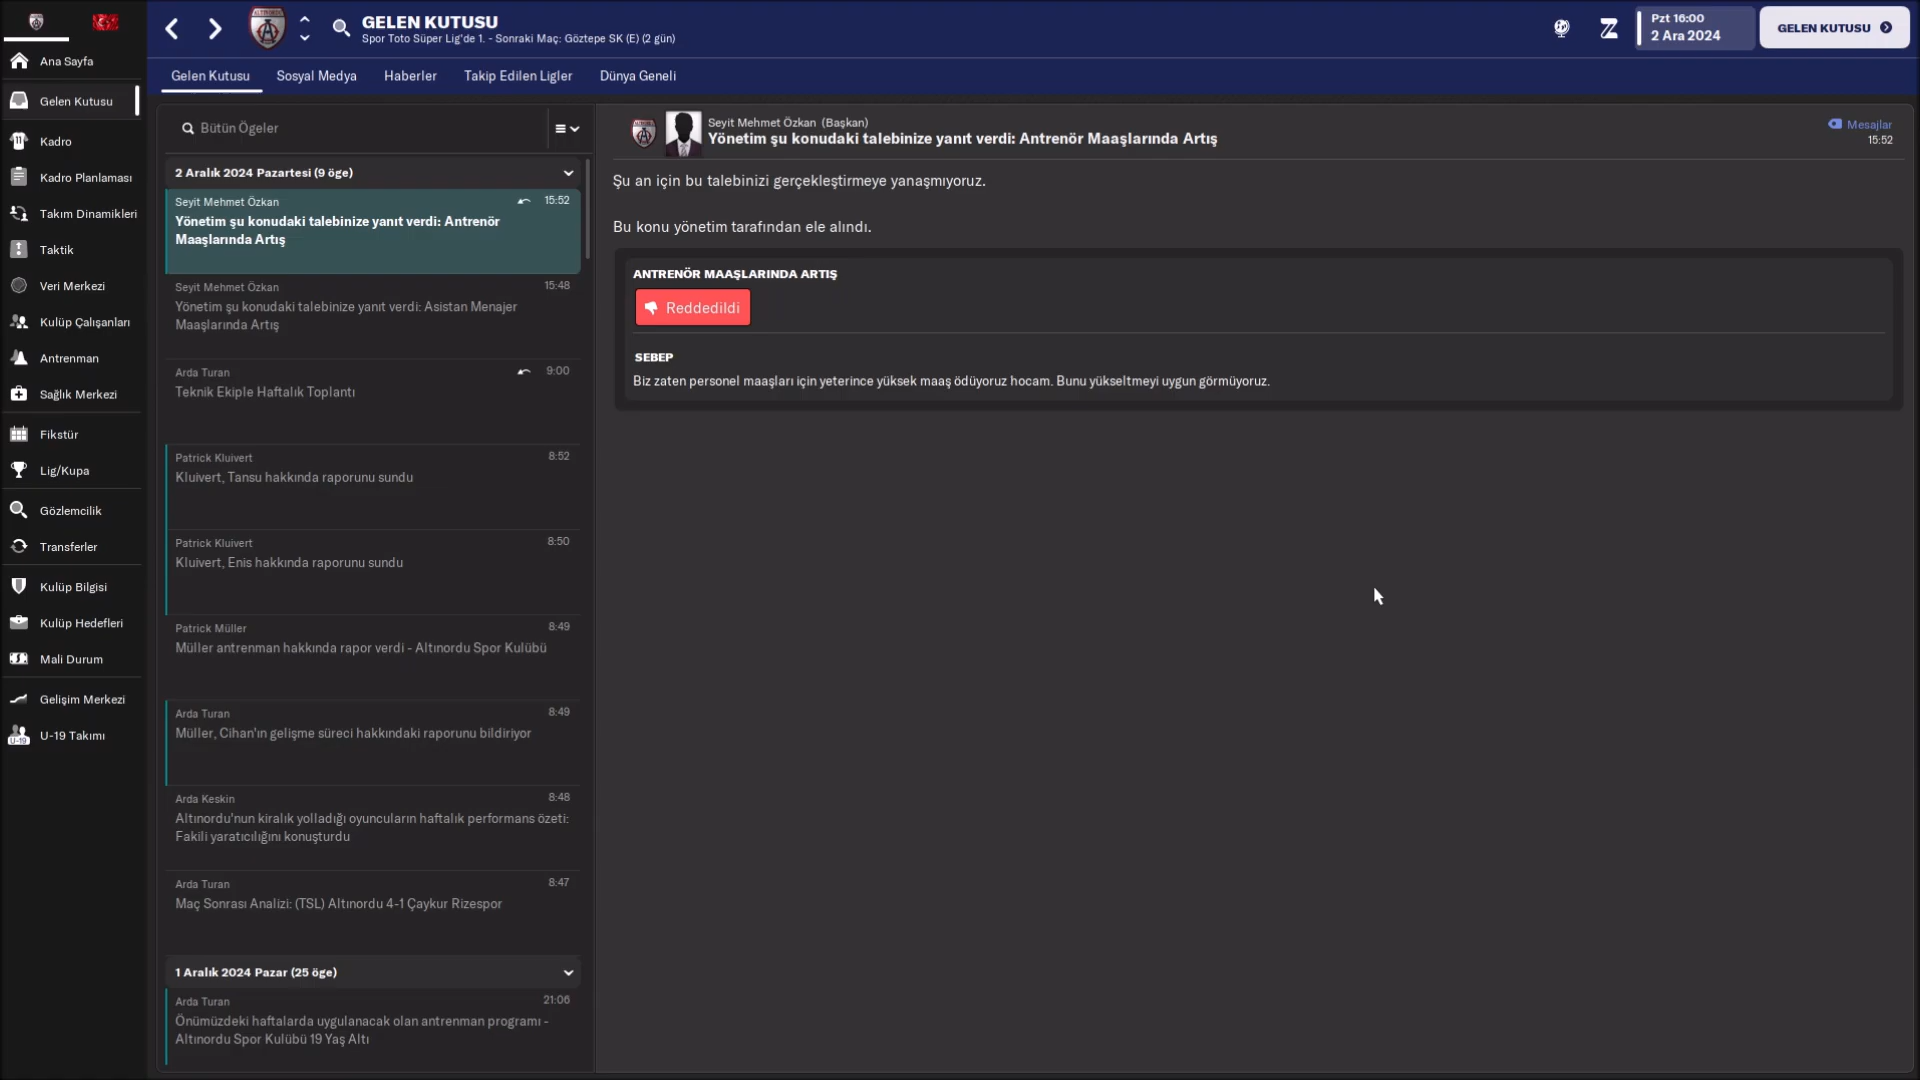 GELEN KUTUSU
Spor Toto Süper Lig'de 1. - Sonraki Maç: Göztepe SK (E) (2 gün)
Pzt 16:00
2 Ara 2024
GELEN KUTUSU
Gelen Kutusu
Sosyal Medya
Haberler
Takip Edilen Ligler
Dünya Geneli
Ana Sayfa
Gelen Kutusu
Kadro
Kadro Planlaması
Takım Dinamikleri
Taktik
Veri Merkezi
Kulüp Çalışanları
Antrenman
Sağlık Merkezi
Fikstür
Lig/Kupa
Gözlemcilik
Transferler
Kulüp Bilgisi
Kulüp Hedefleri
Mali Durum
Gelişim Merkezi
U-19 Takımı
Bütün Ögeler
2 Aralık 2024 Pazartesi (9 öge)
Seyit Mehmet Özkan
15:52
Yönetim şu konudaki talebinize yanıt verdi: Antrenör
Maaşlarında Artış
Seyit Mehmet Özkan
15:48
Yönetim şu konudaki talebinize yanıt verdi: Asistan Menajer
Maaşlarında Artış
Arda Turan
9:00
Teknik Ekiple Haftalık Toplantı
Patrick Kluivert
8:52
Kluivert, Tansu hakkında raporunu sundu
Patrick Kluivert
8:50
Kluivert, Enis hakkında raporunu sundu
Patrick Müller
8:49
Müller antrenman hakkında rapor verdi - Altınordu Spor Kulübü
Arda Turan
8:49
Müller, Cihan'ın gelişme süreci hakkındaki raporunu bildiriyor
Arda Keskin
8:48
Altınordu'nun kiralık yolladığı oyuncuların haftalık performans özeti:
Fakili yaratıcılığını konuşturdu
Arda Turan
8:47
Maç Sonrası Analizi: (TSL) Altınordu 4-1 Çaykur Rizespor
1 Aralık 2024 Pazar (25 öge)
Arda Turan
21:06
Önümüzdeki haftalarda uygulanacak olan antrenman programı -
Altınordu Spor Kulübü 19 Yaş Altı
Seyit Mehmet Özkan (Başkan)
Yönetim şu konudaki talebinize yanıt verdi: Antrenör Maaşlarında Artış
Mesajlar
15:52
Şu an için bu talebinizi gerçekleştirmeye yanaşmıyoruz.
Bu konu yönetim tarafından ele alındı.
ANTRENÖR MAAŞLARINDA ARTIŞ
Reddedildi
SEBEP
Biz zaten personel maaşları için yeterince yüksek maaş ödüyoruz hocam. Bunu yükseltmeyi uygun görmüyoruz.